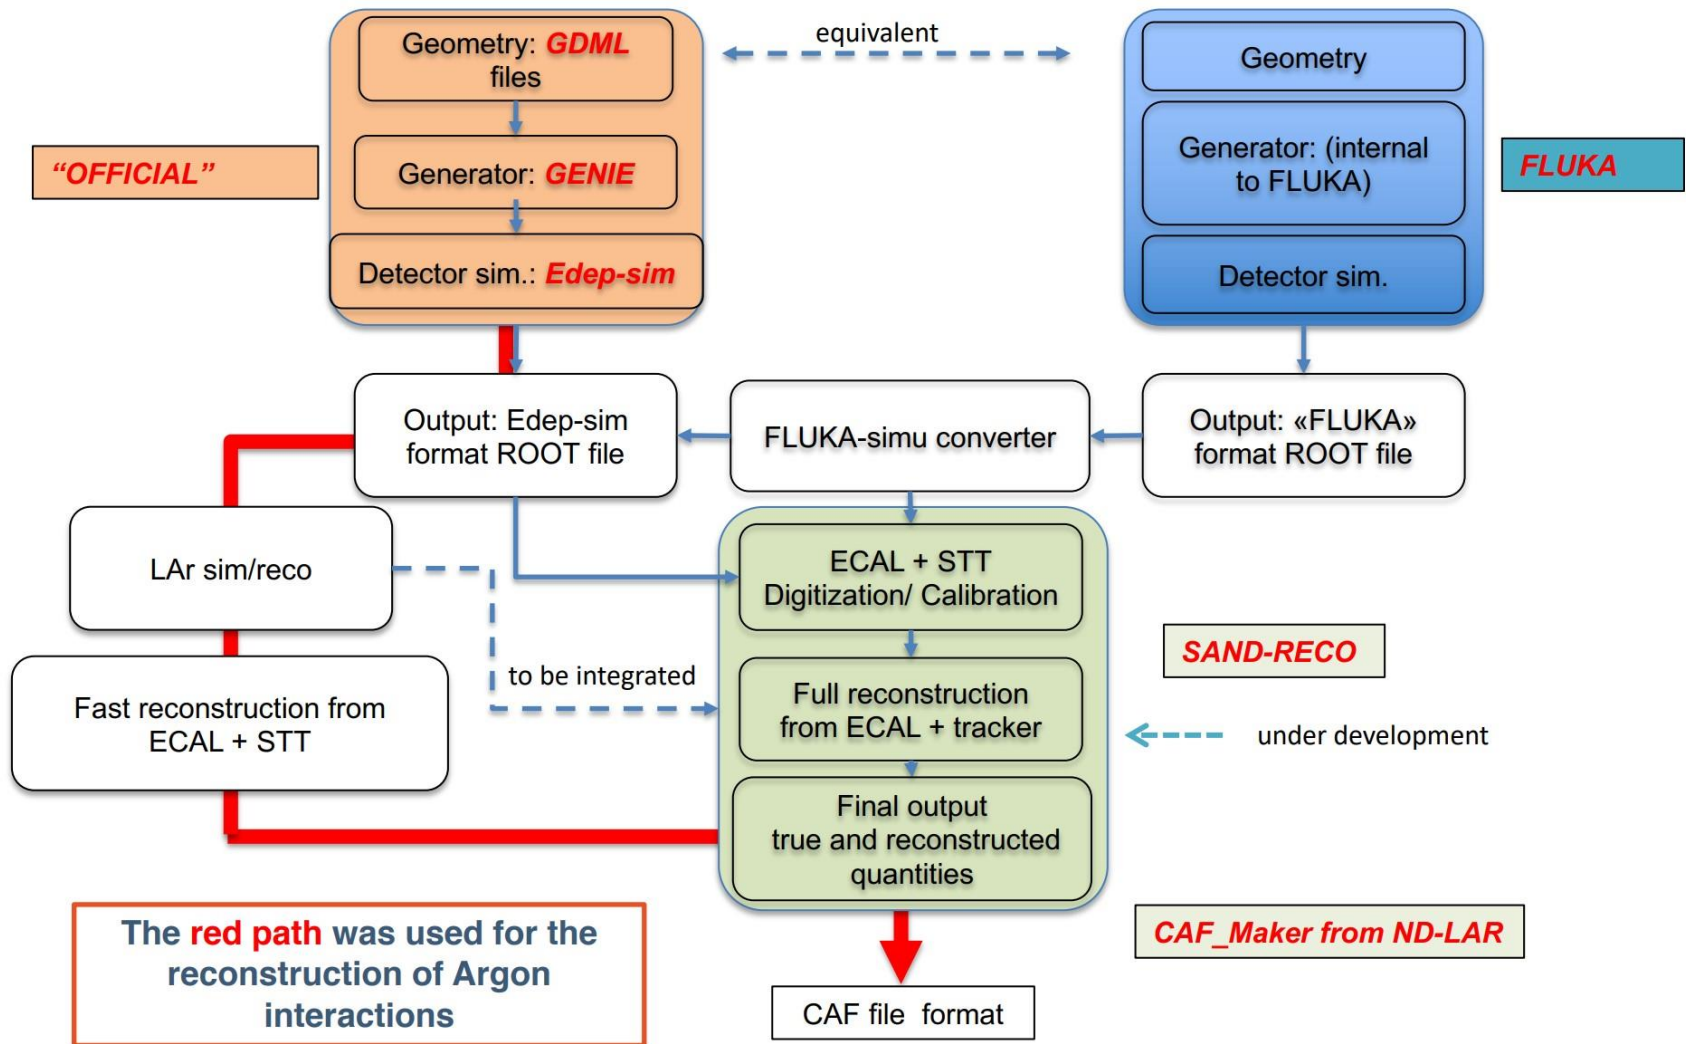 Geometry: GDML
files
equivalent
Geometry
“OFFICIAL”
Generator: GENIE
Generator: (internal
to FLUKA)
FLUKA
Detector sim.: Edep-sim
Detector sim.
Output: Edep-sim
format ROOT file
FLUKA-simu converter
Output: «FLUKA»
format ROOT file
LAr sim/reco
ECAL + STT
Digitization/ Calibration
SAND-RECO
to be integrated
Fast reconstruction from
ECAL + STT
Full reconstruction
from ECAL + tracker
under development
Final output
true and reconstructed
quantities
The red path was used for the
reconstruction of Argon
interactions
CAF_Maker from ND-LAR
CAF file format